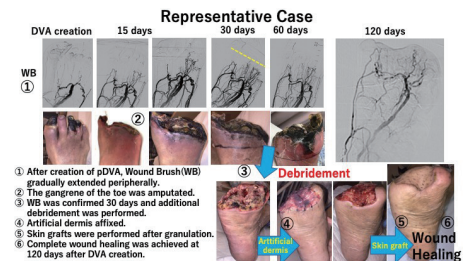 Representative Case
DVA creation 15 days 30 days 60 days 120 days
WB
①
②
③ Debridement
① After creation of pDVA, Wound Brush(WB)
gradually extended peripherally.
② The gangrene of the toe was amputated.
③ WB was confirmed 30 days and additional
debridement was performed.
④ Artificial dermis affixed.
⑤ Skin grafts were performed after granulation.
⑥ Complete wound healing was achieved at
120 days after DVA creation.
④
Arttificial
dermis
Skin graft
⑤ ⑥
Wound
Healing